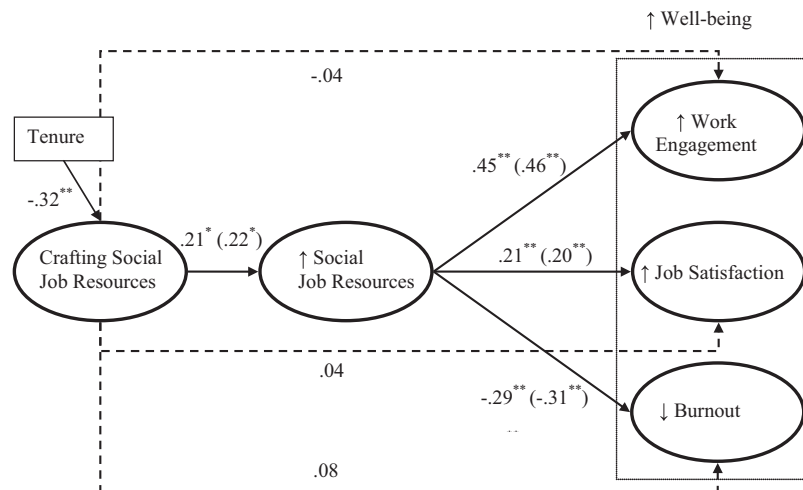 ↑ Well-being
-.04
Tenure
↑ Work
Engagement
.45** (.46**)
-.32**
.21* (.22*)
Crafting Social
Job Resources
↑ Social
Job Resources
.21** (.20**)
↑ Job Satisfaction
.04
-.29** (-.31**)
↓ Burnout
**
.08